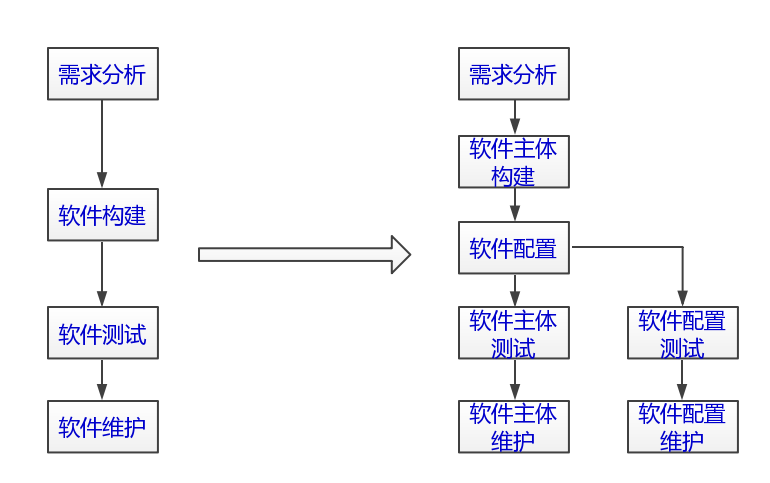 需求分析
软件构建
软件测试
软件维护
需求分析
软件主体
构建
软件配置
软件主体
测试
软件主体
维护
软件配置
测试
软件配置
维护